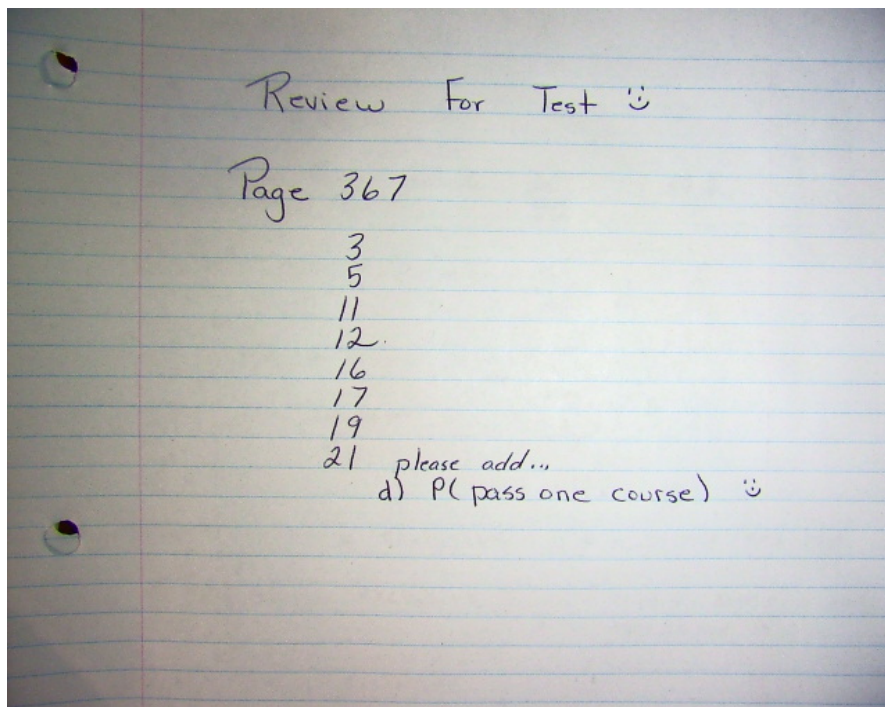 Review For Test :)
Page 367
3
5
11
12.
16
17
19
21 please add...
d) P( pass one course) :)